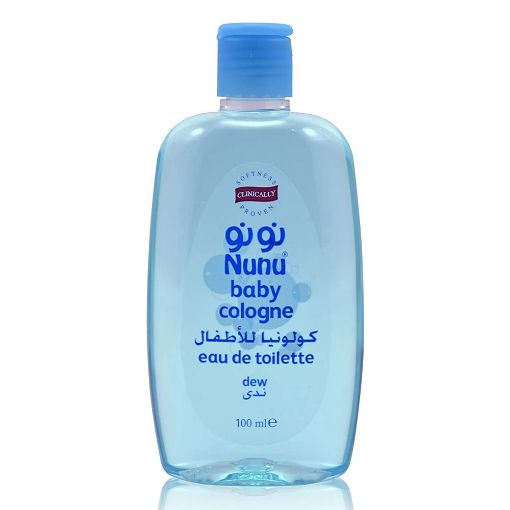 SOFTNESS
CLINICALLY
PROVEN
نونو
Nunu®
baby
cologne
كولونيا للأطفال
eau de toilette
dew
ندى
100 ml℮